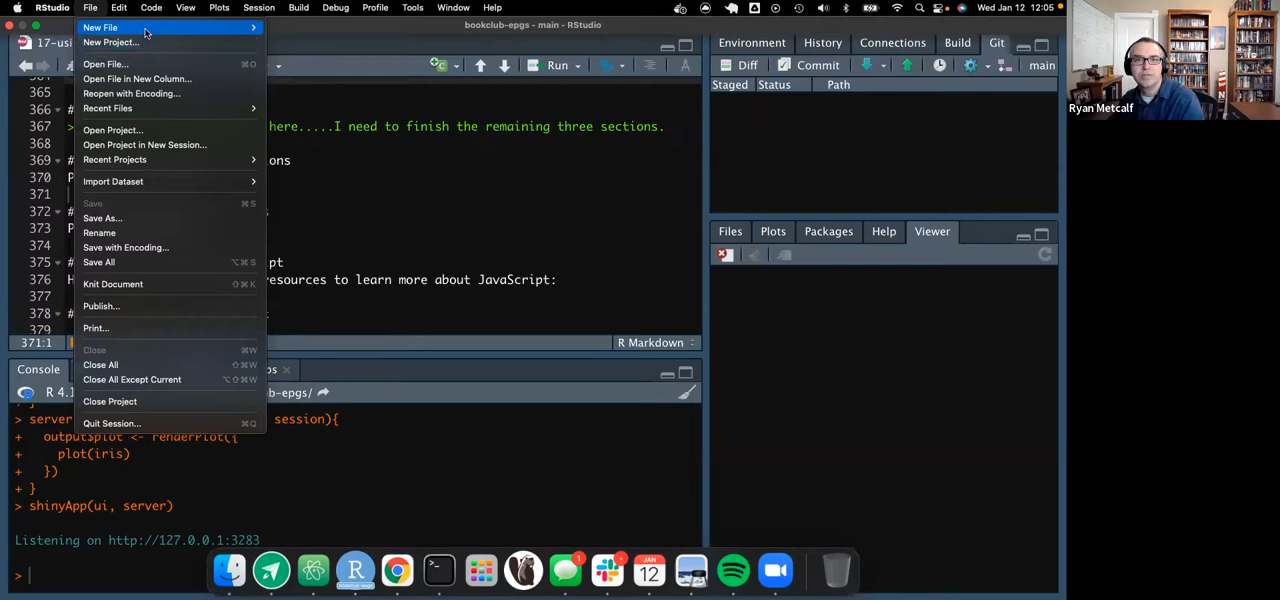 RStudio File Edit Code View Plots Session Build Debug Profile Tools Window Help Wed Jan 12 12:05
bookclub-epgs - main - RStudio
New File
New Project...
Open File... ⌘O
Open File in New Column...
Reopen with Encoding...
Recent Files
Open Project...
Open Project in New Session...
Recent Projects
Import Dataset
Save ⌘S
Save As...
Rename
Save with Encoding...
Save All ⌥⌘S
Knit Document ⇧⌘K
Publish...
Print...
Close ⌘W
Close All ⇧⌘W
Close All Except Current ⌥⇧⌘W
Close Project
Quit Session... ⌘Q
17-usi
Run
365
366 #
367 > here.....I need to finish the remaining three sections.
368
369 # ons
370 P
371
372 # s
373 P
374
375 # pt
376 H resources to learn more about JavaScript:
377
378 # t
379
371:1 R Markdown
Console bs
R 4.1 b-epgs/
> server session){
+ output$plot <- renderPlot({
+ plot(iris)
+ })
+ }
> shinyApp(ui, server)
Listening on http://127.0.0.1:3283
>
Environment History Connections Build Git
Diff Commit main
Staged Status Path
Files Plots Packages Help Viewer
Ryan Metcalf
R
1
JAN
12